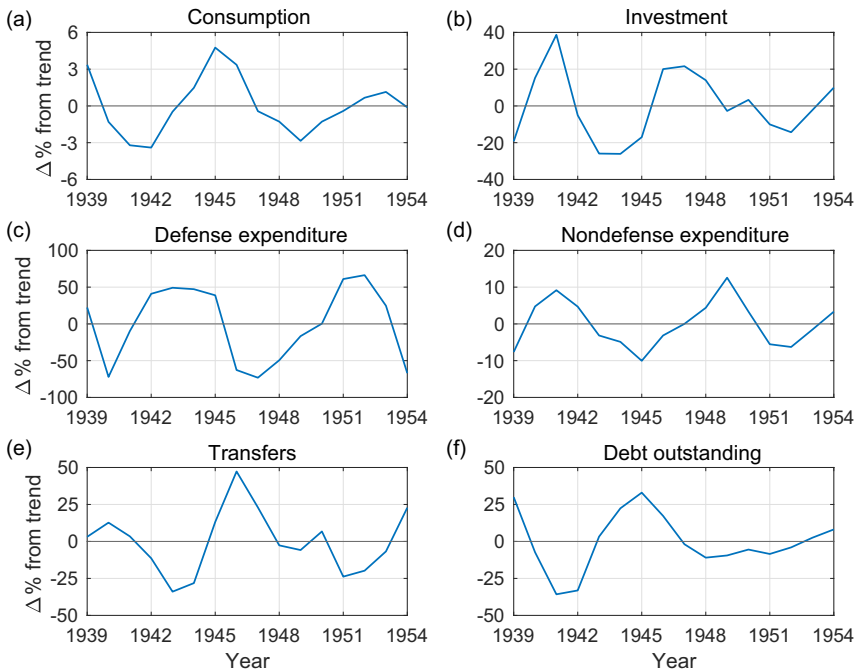 (a) Consumption
Δ % from trend
6
3
0
-3
-6
1939 1942 1945 1948 1951 1954
(b) Investment
40
20
0
-20
-40
1939 1942 1945 1948 1951 1954
(c) Defense expenditure
Δ % from trend
100
50
0
-50
-100
1939 1942 1945 1948 1951 1954
(d) Nondefense expenditure
20
10
0
-10
-20
1939 1942 1945 1948 1951 1954
(e) Transfers
Δ % from trend
50
25
0
-25
-50
1939 1942 1945 1948 1951 1954
Year
(f) Debt outstanding
50
25
0
-25
-50
1939 1942 1945 1948 1951 1954
Year